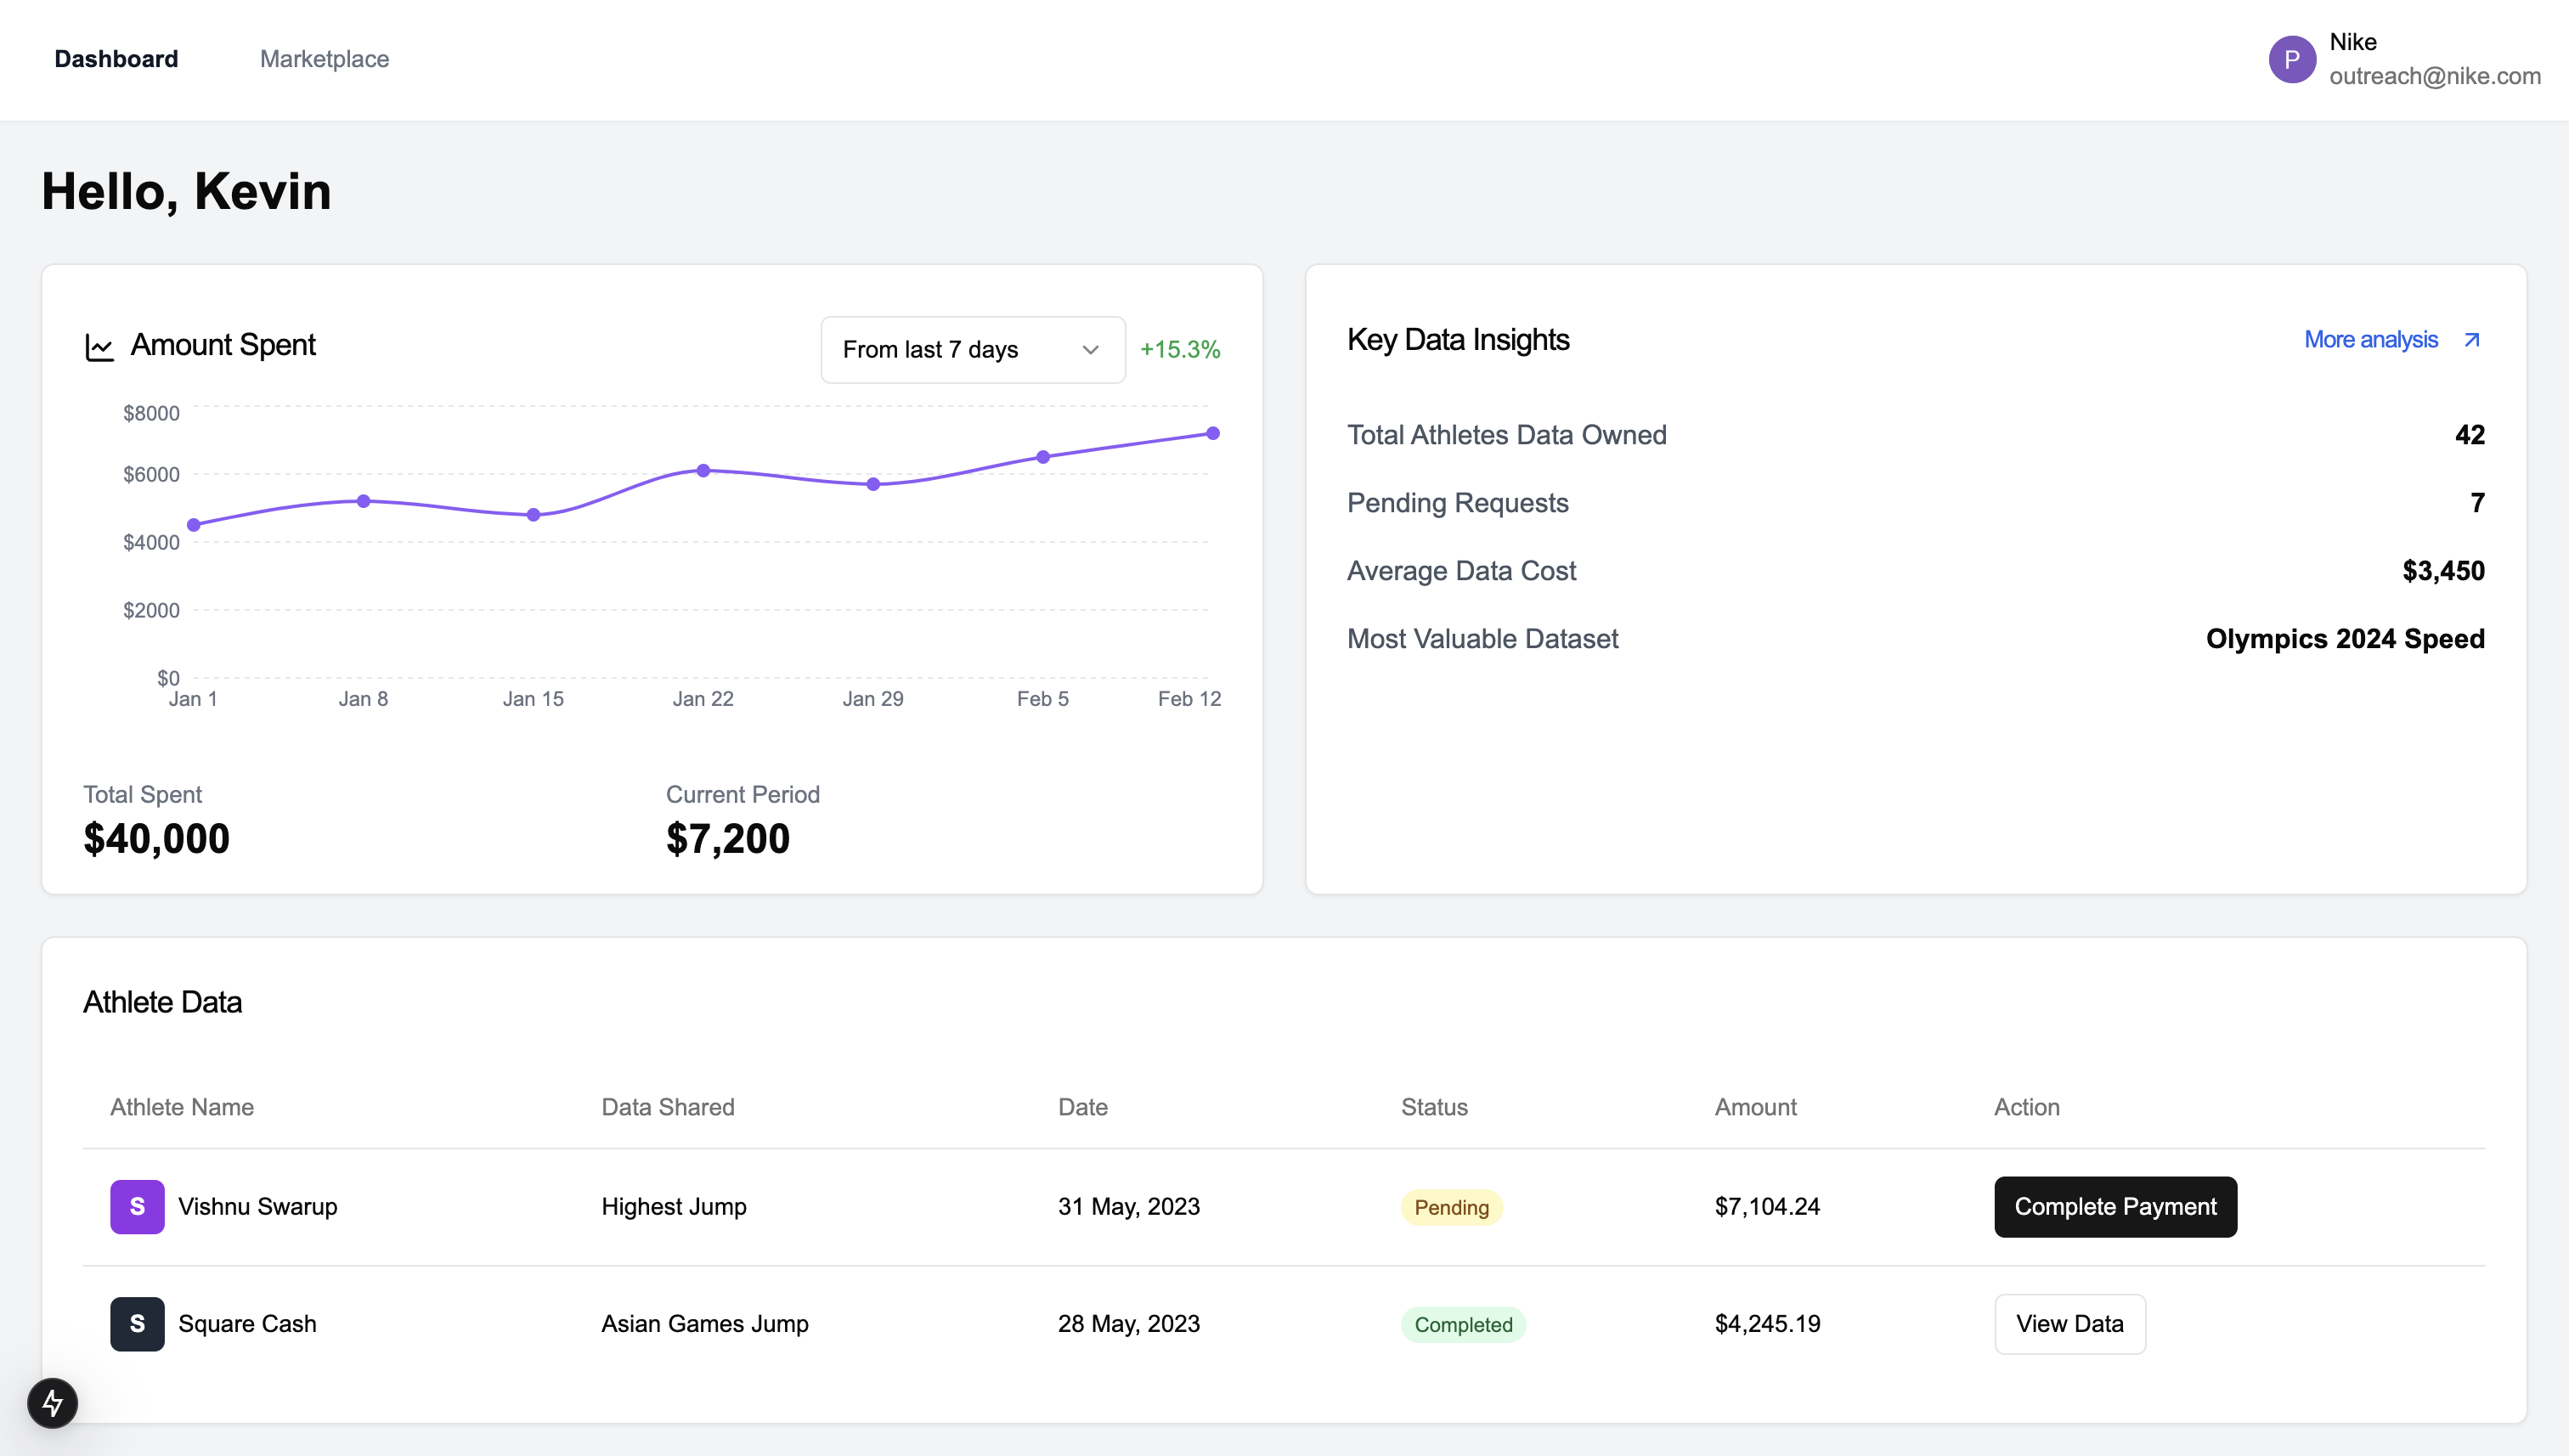 Dashboard
Marketplace
P
Nike
outreach@nike.com
Hello, Kevin
Amount Spent
From last 7 days
+15.3%
$8000
$6000
$4000
$2000
$0
Jan 1
Jan 8
Jan 15
Jan 22
Jan 29
Feb 5
Feb 12
Total Spent
$40,000
Current Period
$7,200
Key Data Insights
More analysis
Total Athletes Data Owned
42
Pending Requests
7
Average Data Cost
$3,450
Most Valuable Dataset
Olympics 2024 Speed
Athlete Data
Athlete Name
Data Shared
Date
Status
Amount
Action
S
Vishnu Swarup
Highest Jump
31 May, 2023
Pending
$7,104.24
Complete Payment
S
Square Cash
Asian Games Jump
28 May, 2023
Completed
$4,245.19
View Data